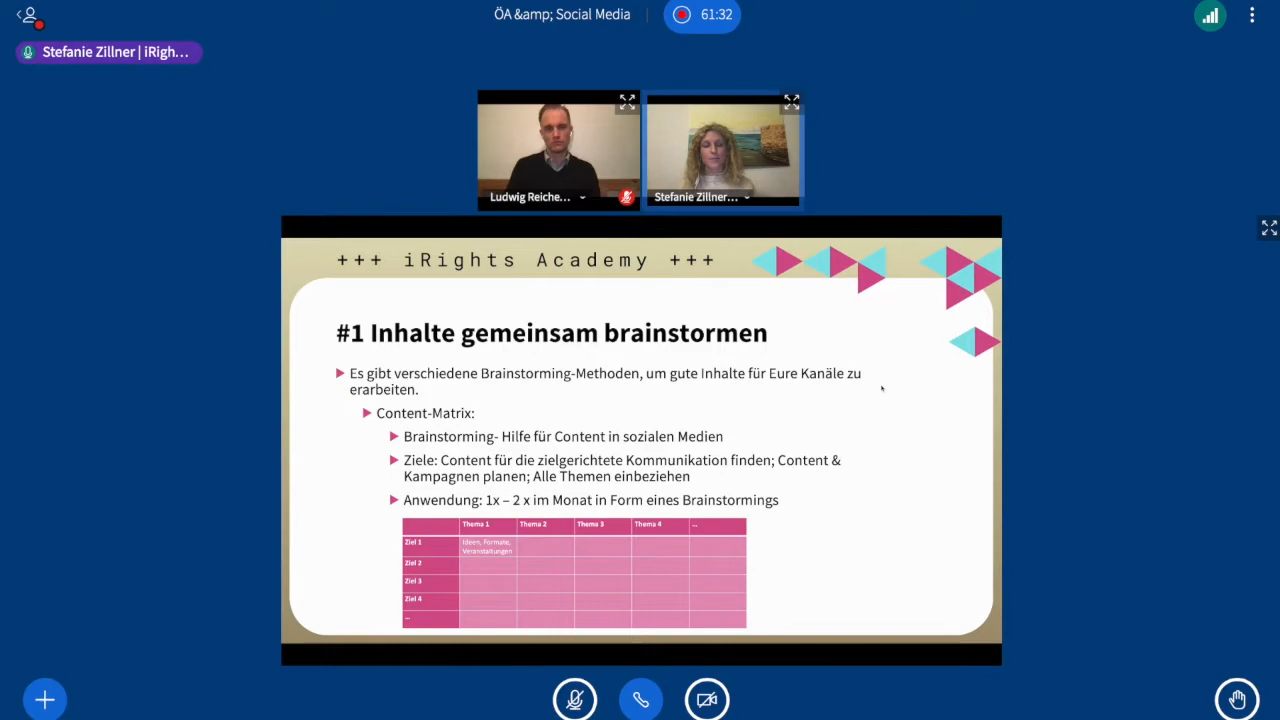 ÖA &amp; Social Media
61:32
Stefanie Zillner | iRigh...
Ludwig Reiche...
Stefanie Zillner...
+++ iRights Academy +++
#1 Inhalte gemeinsam brainstormen
Es gibt verschiedene Brainstorming-Methoden, um gute Inhalte für Eure Kanäle zu
erarbeiten.
Content-Matrix:
Brainstorming- Hilfe für Content in sozialen Medien
Ziele: Content für die zielgerichtete Kommunikation finden; Content &
Kampagnen planen; Alle Themen einbeziehen
Anwendung: 1x – 2 x im Monat in Form eines Brainstormings
Thema 1 Thema 2 Thema 3 Thema 4 ...
Ziel 1 Ideen, Formate,
Veranstaltungen
Ziel 2
Ziel 3
Ziel 4
...